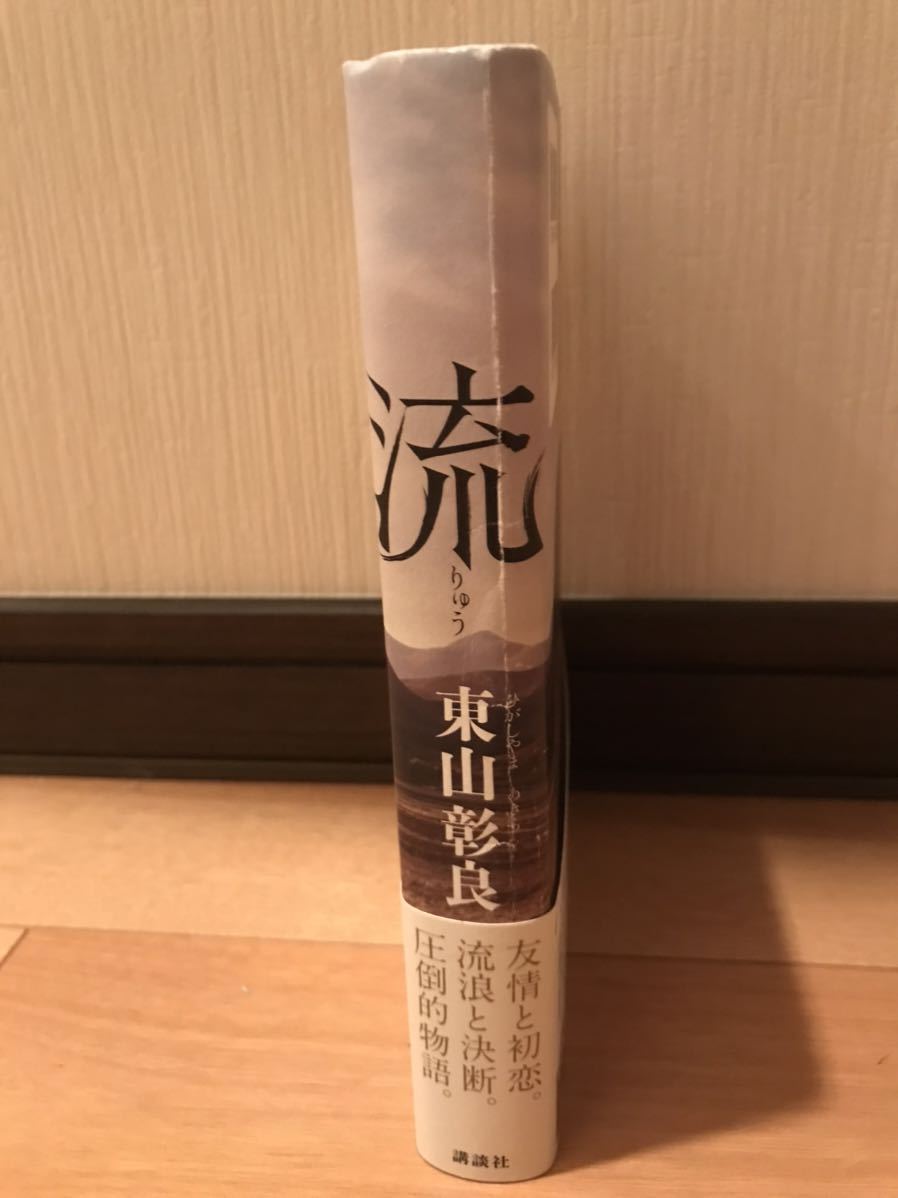 流
りゅう
東山彰良
ひがしやまあきら
友情と初恋。
流浪と決断。
圧倒的物語。
講談社